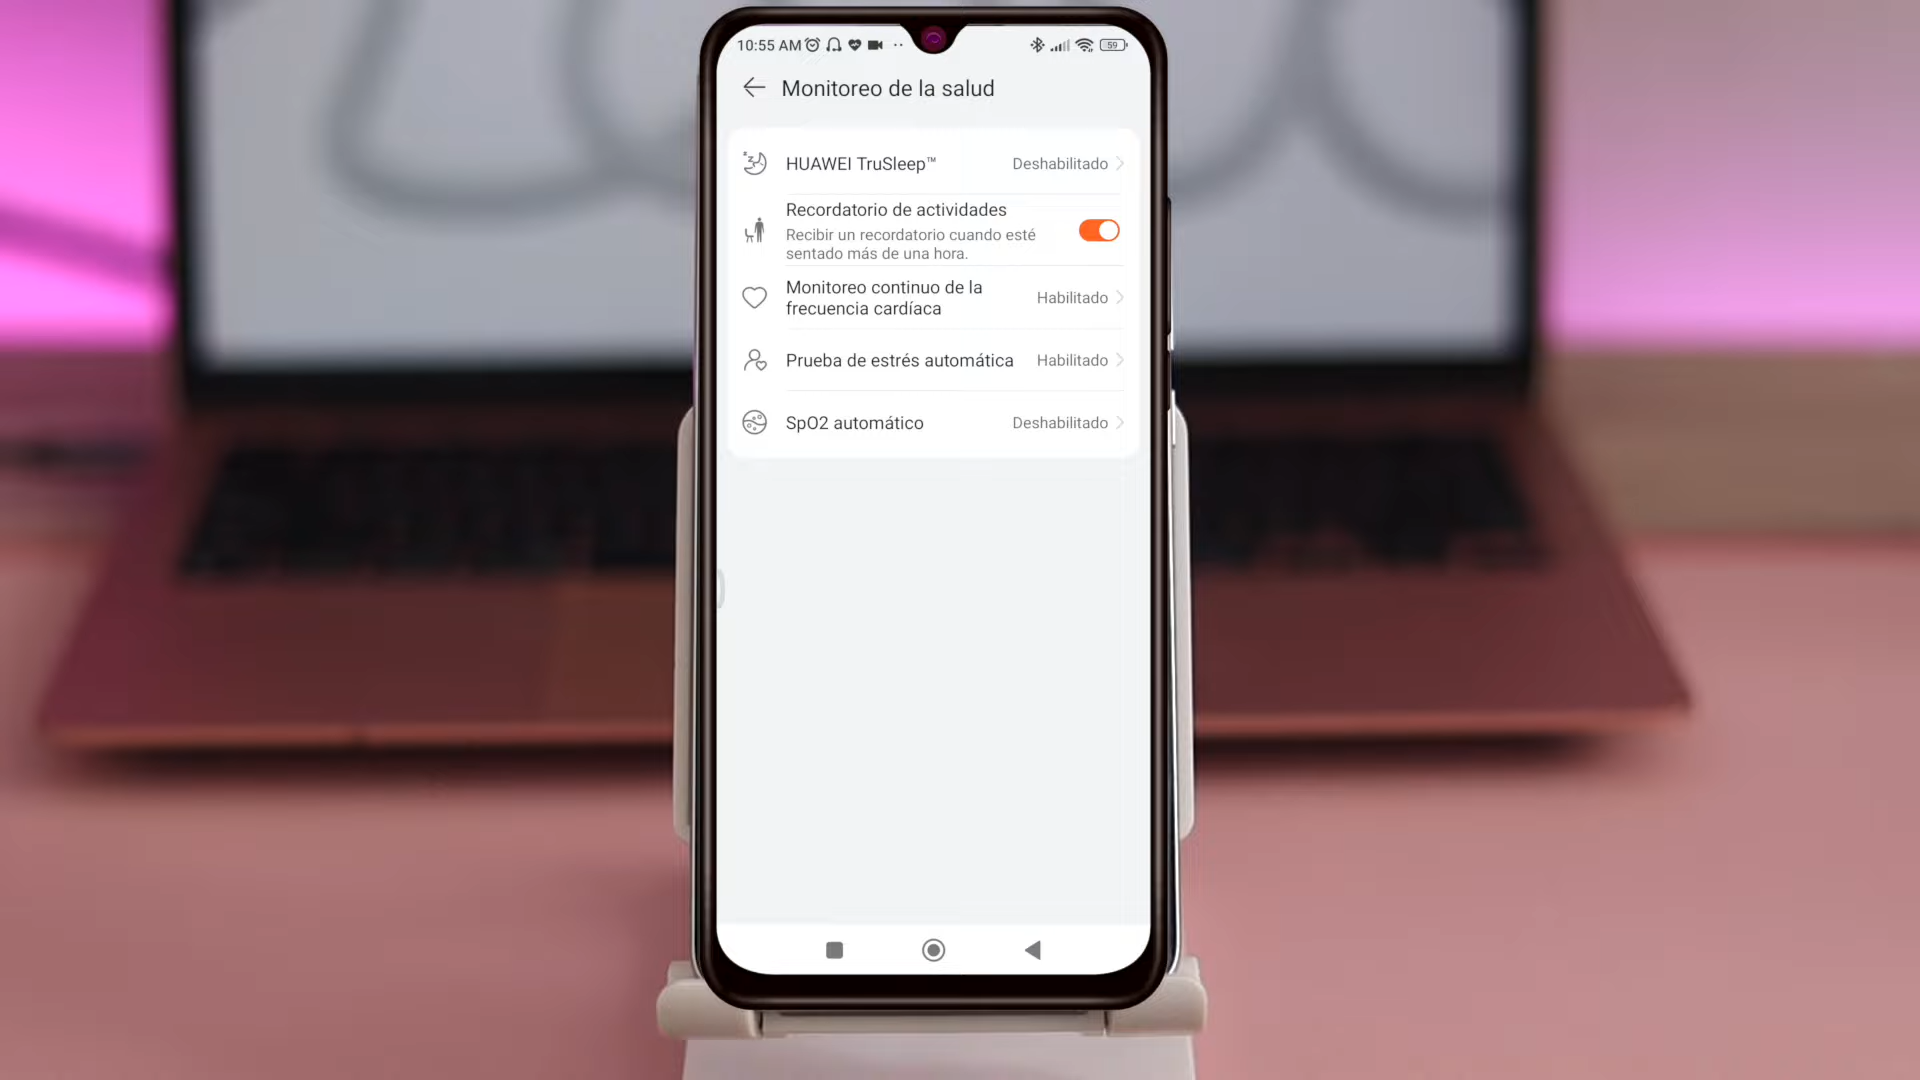 10:55 AM
59
Monitoreo de la salud
HUAWEI TruSleep™ Deshabilitado
Recordatorio de actividades
Recibir un recordatorio cuando esté
sentado más de una hora.
Monitoreo continuo de la
frecuencia cardíaca
Habilitado
Prueba de estrés automática Habilitado
SpO2 automático Deshabilitado